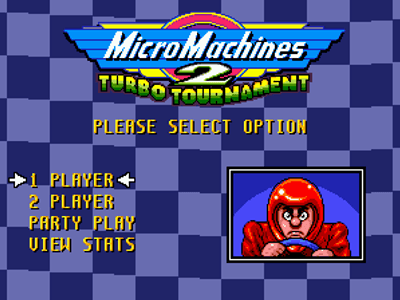 MicroMachines
2
TURBO TOURNAMENT
PLEASE SELECT OPTION
1 PLAYER
2 PLAYER
PARTY PLAY
VIEW STATS